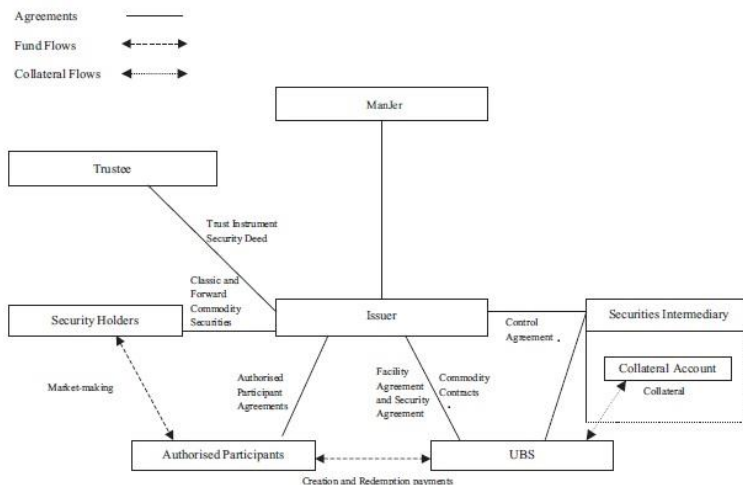 Agreements
Fund Flows
Collateral Flows
ManJer
Trustee
Trust Instrument
Security Deed
Classic and
Forward
Commodity
Securities
Security Holders
Issuer
Securities Intermediary
Control
Agreement
Collateral Account
Collateral
Market-making
Authorised
Participant
Agreements
Facility
Agreement
and Security
Agreement
Commodity
Contracts
Authorised Participants
UBS
Creation and Redemption payments